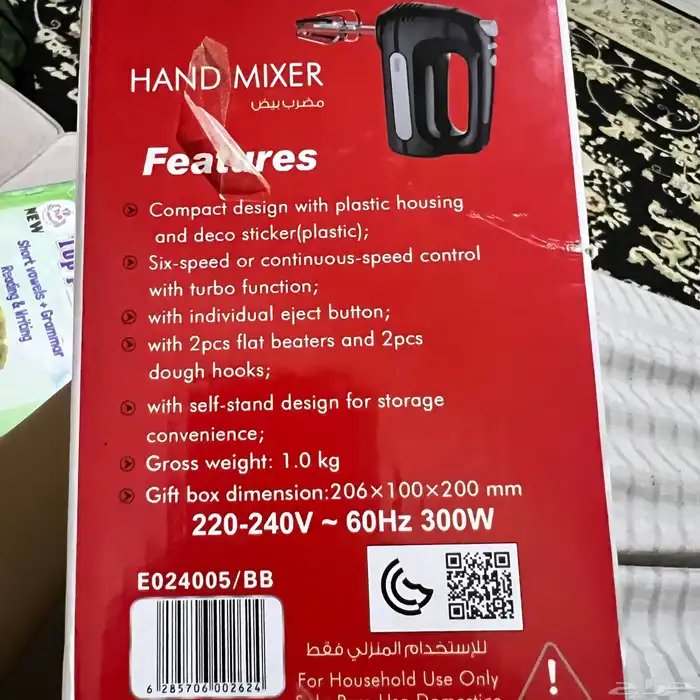 HAND MIXER
مضرب بيض
Features
Compact design with plastic housing
and deco sticker(plastic);
Six-speed or continuous-speed control
with turbo function;
with individual eject button;
with 2pcs flat beaters and 2pcs
dough hooks;
with self-stand design for storage
convenience;
Gross weight: 1.0 kg
Gift box dimension:206×100×200 mm
220-240V ~ 60Hz 300W
E024005/BB
6 285706 002624
للإستخدام المنزلي فقط
For Household Use Only
NEW
Short vowels + Grammar
Reading & Writing
حراج